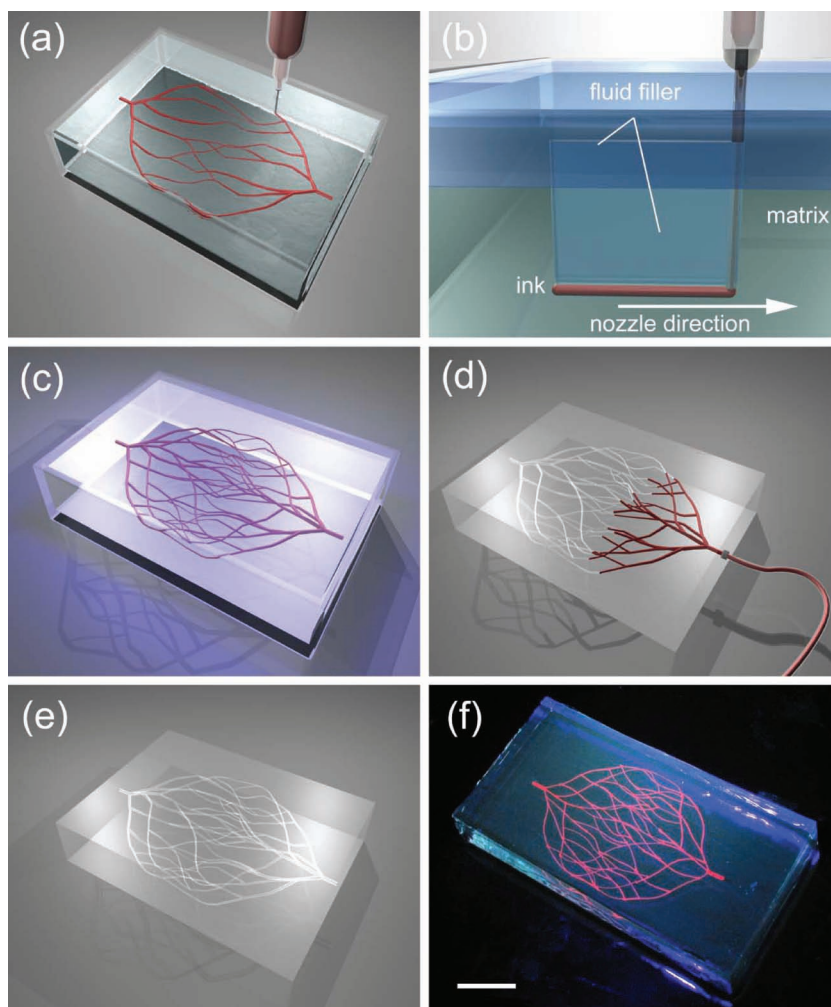 (a)
(b)
fluid filler
matrix
ink
nozzle direction
(c)
(d)
(e)
(f)